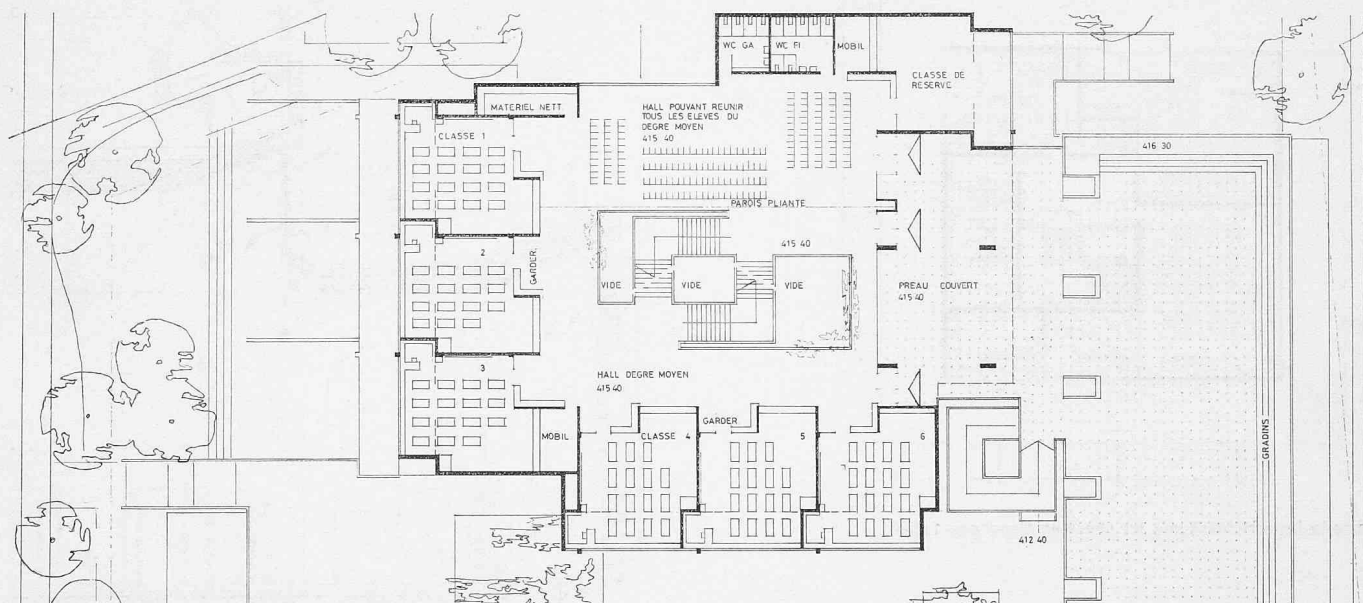 WC GA
WC FI
MOBIL
CLASSE DE
RESERVE
MATERIEL NETT.
HALL POUVANT REUNIR
TOUS LES ELEVES DU
DEGRE MOYEN
415 40
CLASSE 1
416 30
PAROIS PLIANTE
415 40
2
GARDER.
VIDE
VIDE
VIDE
PREAU COUVERT
415 40
3
HALL DEGRE MOYEN
415 40
MOBIL
CLASSE 4
GARDER
5
6
GRADINS
412 40